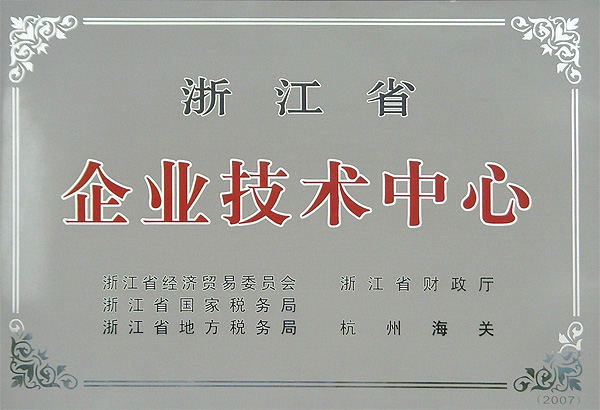 浙江省
企业技术中心
浙江省经济贸易委员会 浙江省财政厅
浙江省国家税务局
浙江省地方税务局 杭州海关
(2007)